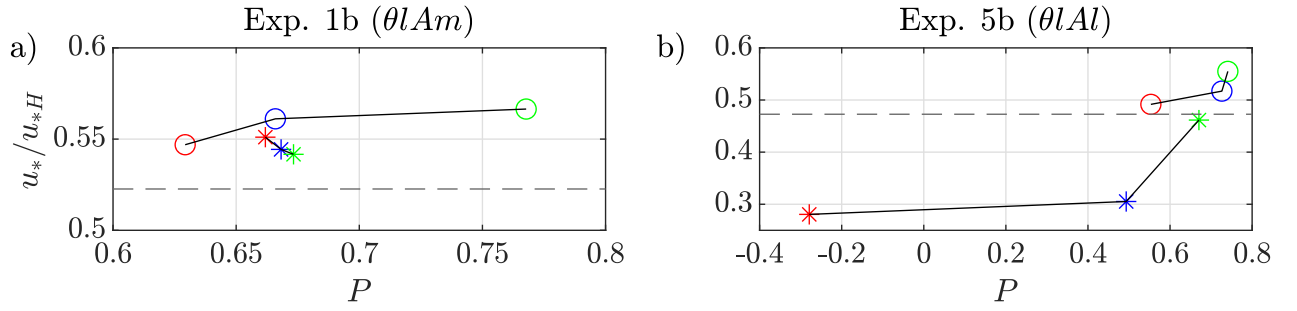 Exp. 1b (θlAm)
a)
0.6
0.55
0.5
u*/u*H
0.6 0.65 0.7 0.75 0.8
P
Exp. 5b (θlAl)
b)
0.6
0.5
0.4
0.3
-0.4 -0.2 0 0.2 0.4 0.6 0.8
P